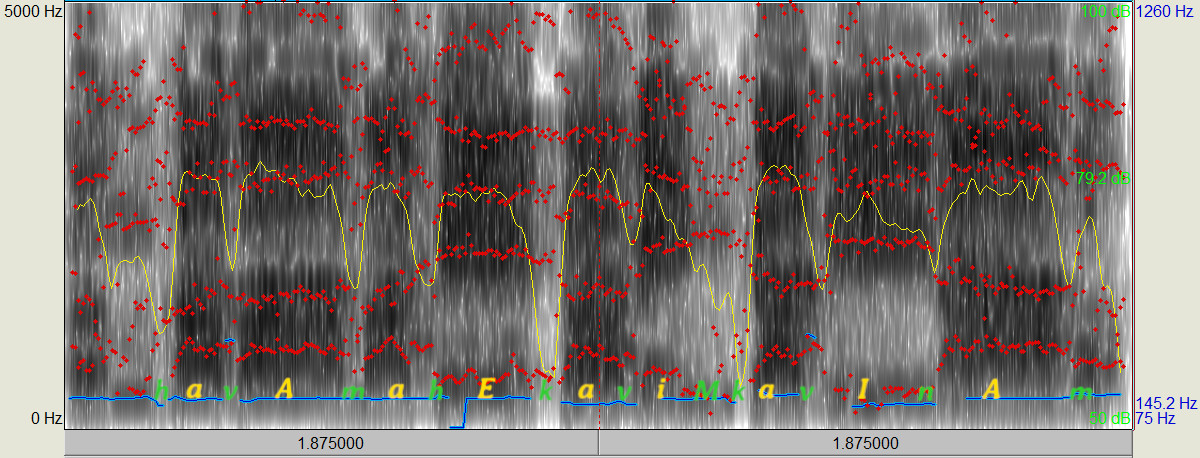 5000 Hz 100 dB 1260 Hz
79.2 dB
h a v A m a h E k a v i M k a v I n A m
145.2 Hz
0 Hz 50 dB 75 Hz
1.875000 1.875000